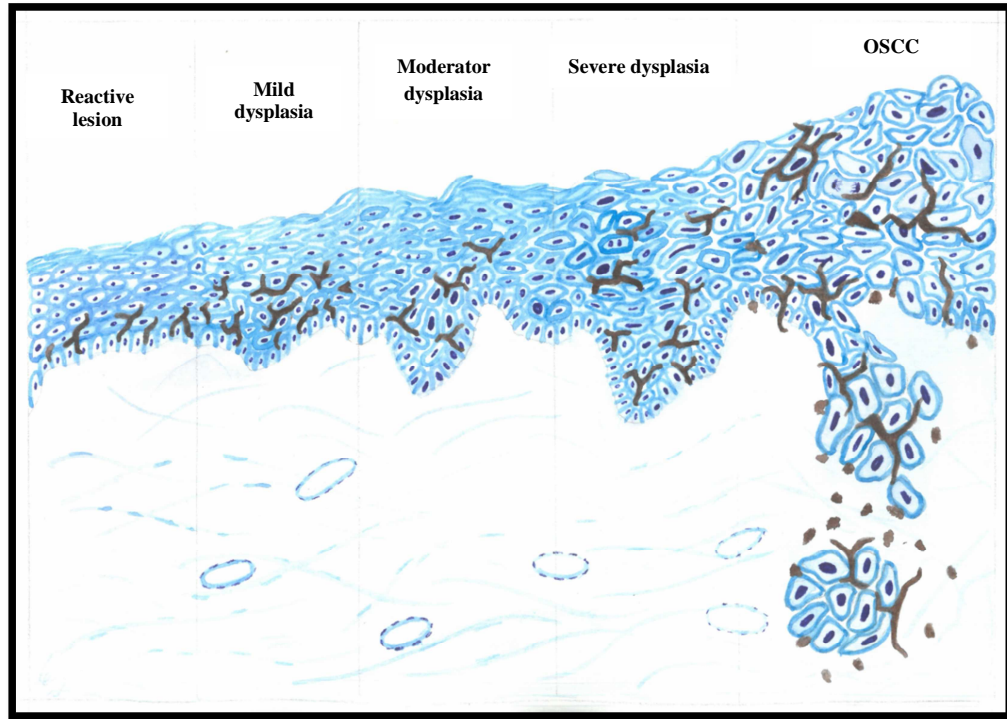 Reactive
lesion
Mild
dysplasia
Moderator
dysplasia
Severe dysplasia
OSCC